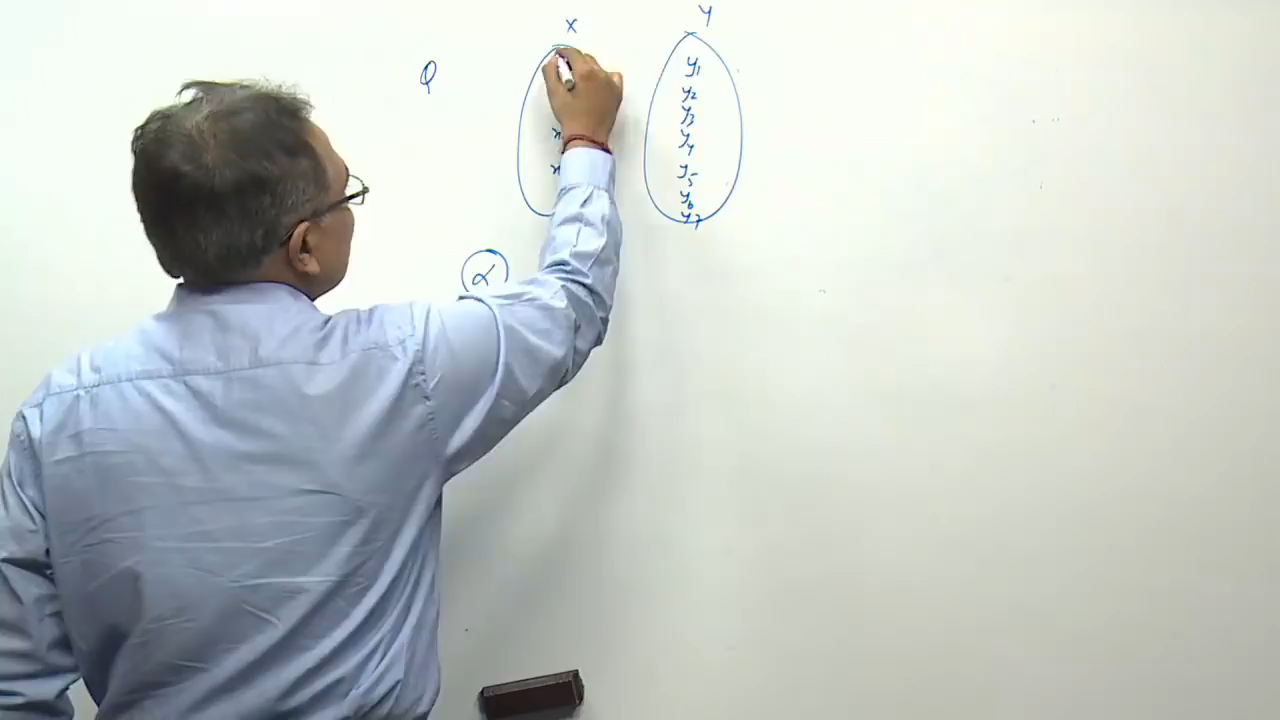 X Y
Q
y₁
y₂
y₃
y₄
y₅
y₆
y₇
α